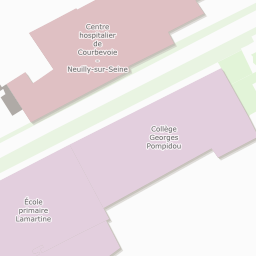 Centre
hospitalier
de
Courbevoie
-
Neuilly-sur-Seine
Collège
Georges
Pompidou
École
primaire
Lamartine